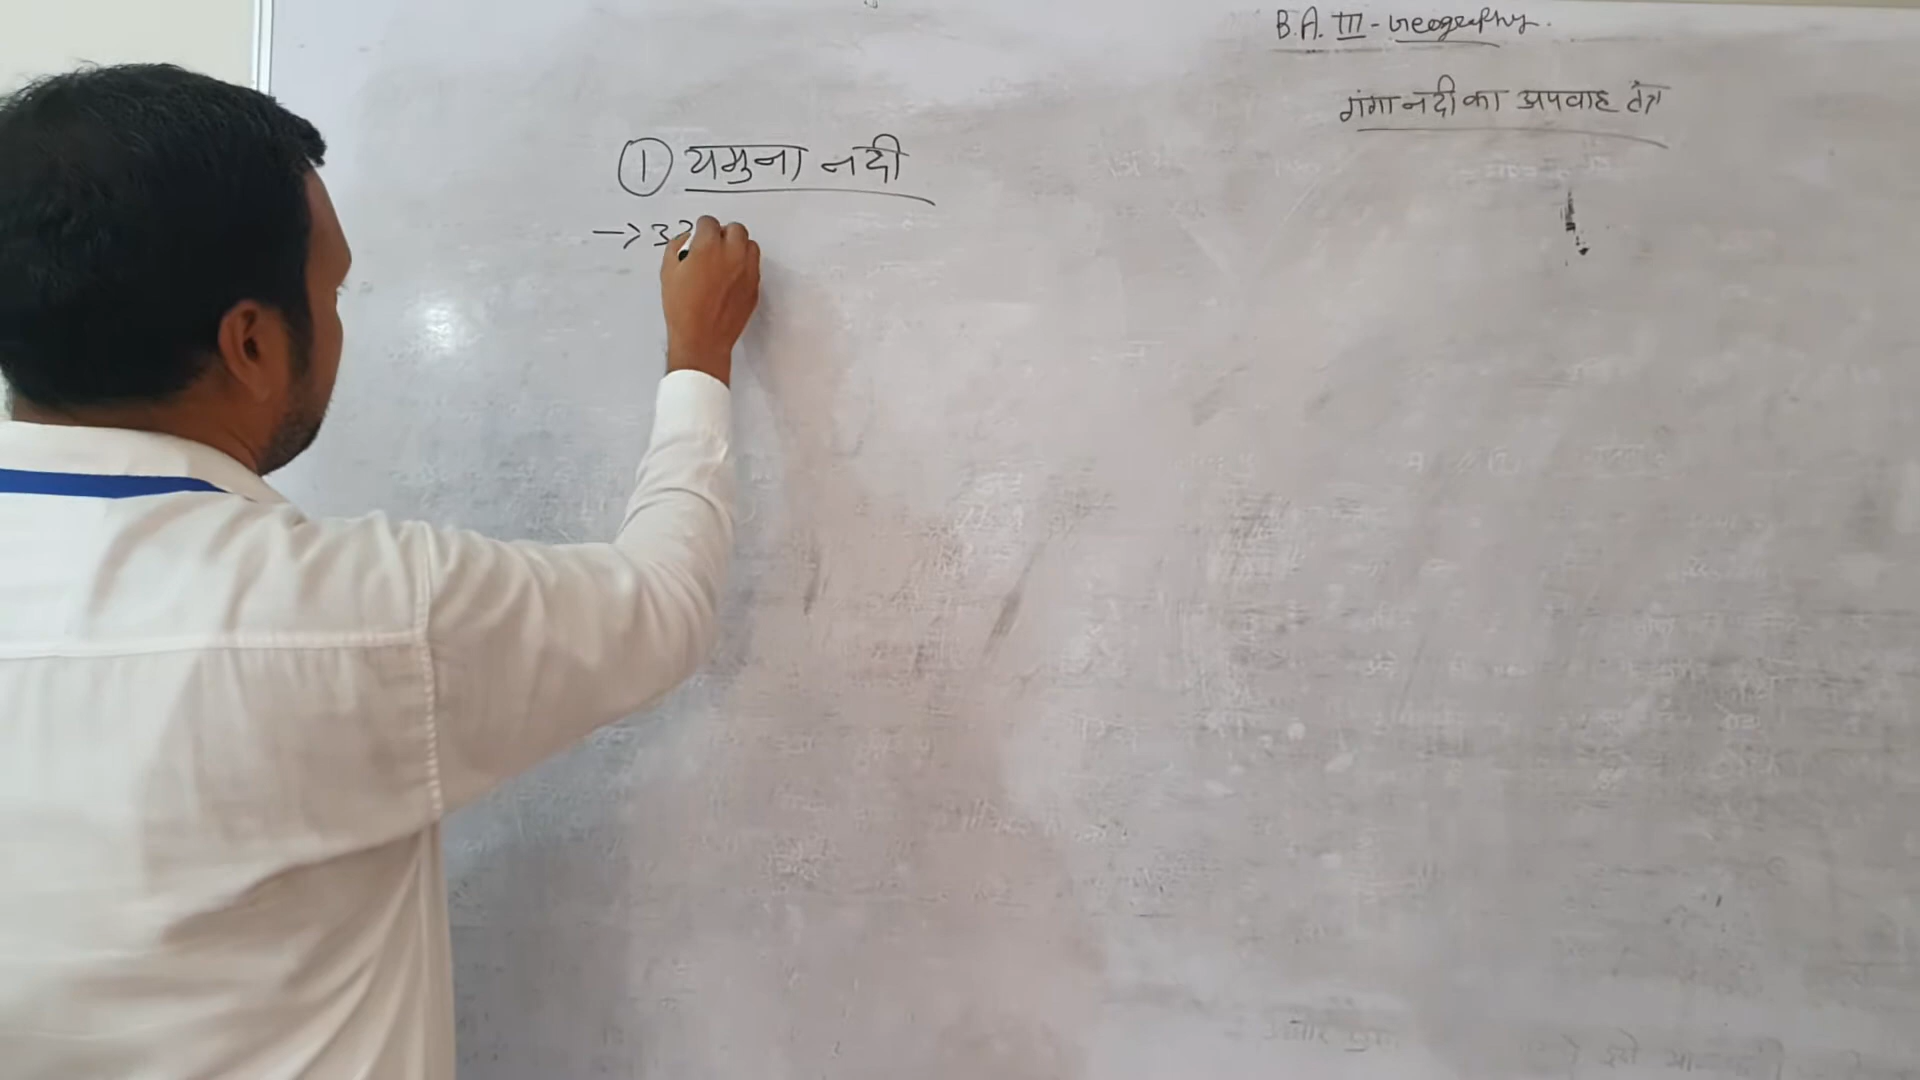 B.A. III - Geography.
गंगा नदी का अपवाह तंत्र
① यमुना नदी
→